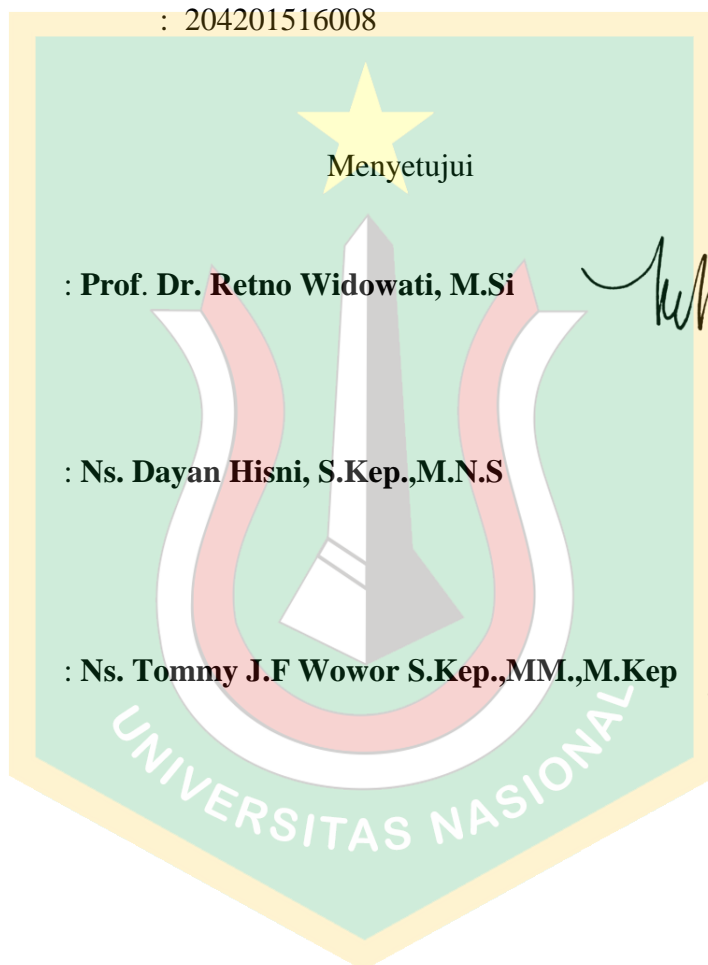 : 204201516008
Menyetujui
: Prof. Dr. Retno Widowati, M.Si
: Ns. Dayan Hisni, S.Kep.,M.N.S
: Ns. Tommy J.F Wowor S.Kep.,MM.,M.Kep
UNIVERSITAS NASIONAL